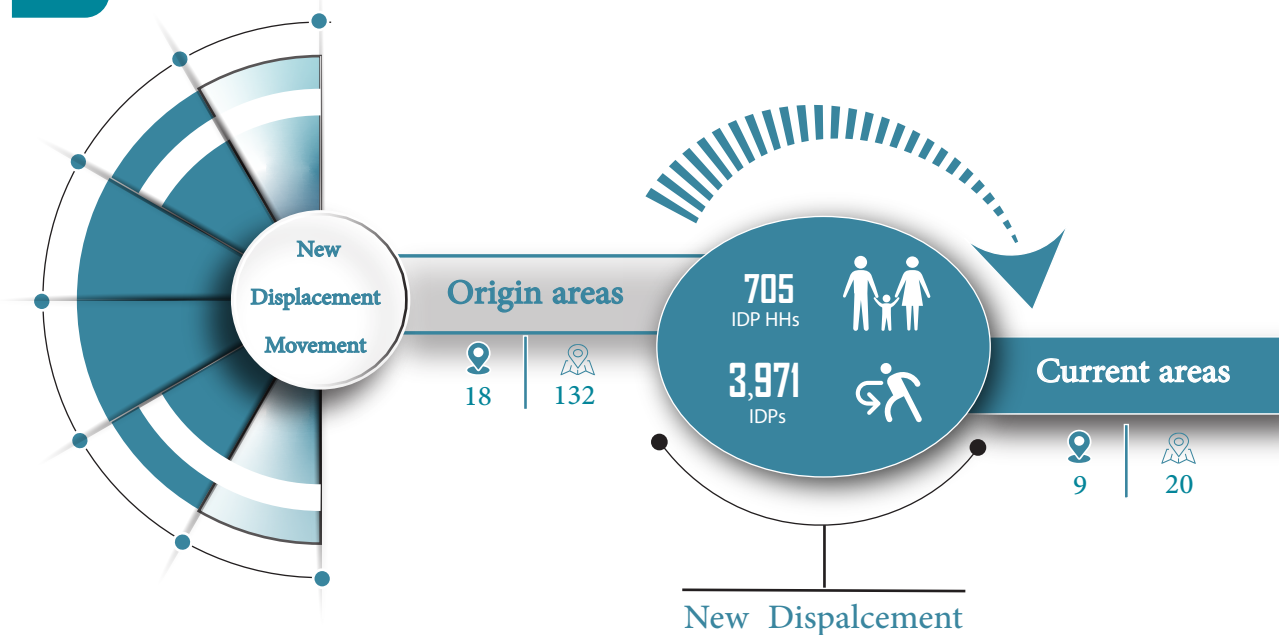 New
Displacement
Movement
Origin areas
18
132
705
IDP HHs
3,971
IDPs
Current areas
9
20
New Dispalcement